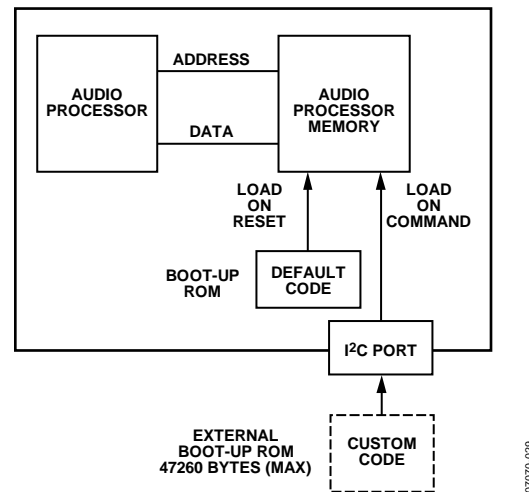 ADDRESS
AUDIO
PROCESSOR
AUDIO
PROCESSOR
MEMORY
DATA
LOAD
ON
RESET
LOAD
ON
COMMAND
BOOT-UP
ROM
DEFAULT
CODE
I²C PORT
EXTERNAL
BOOT-UP ROM
47260 BYTES (MAX)
CUSTOM
CODE